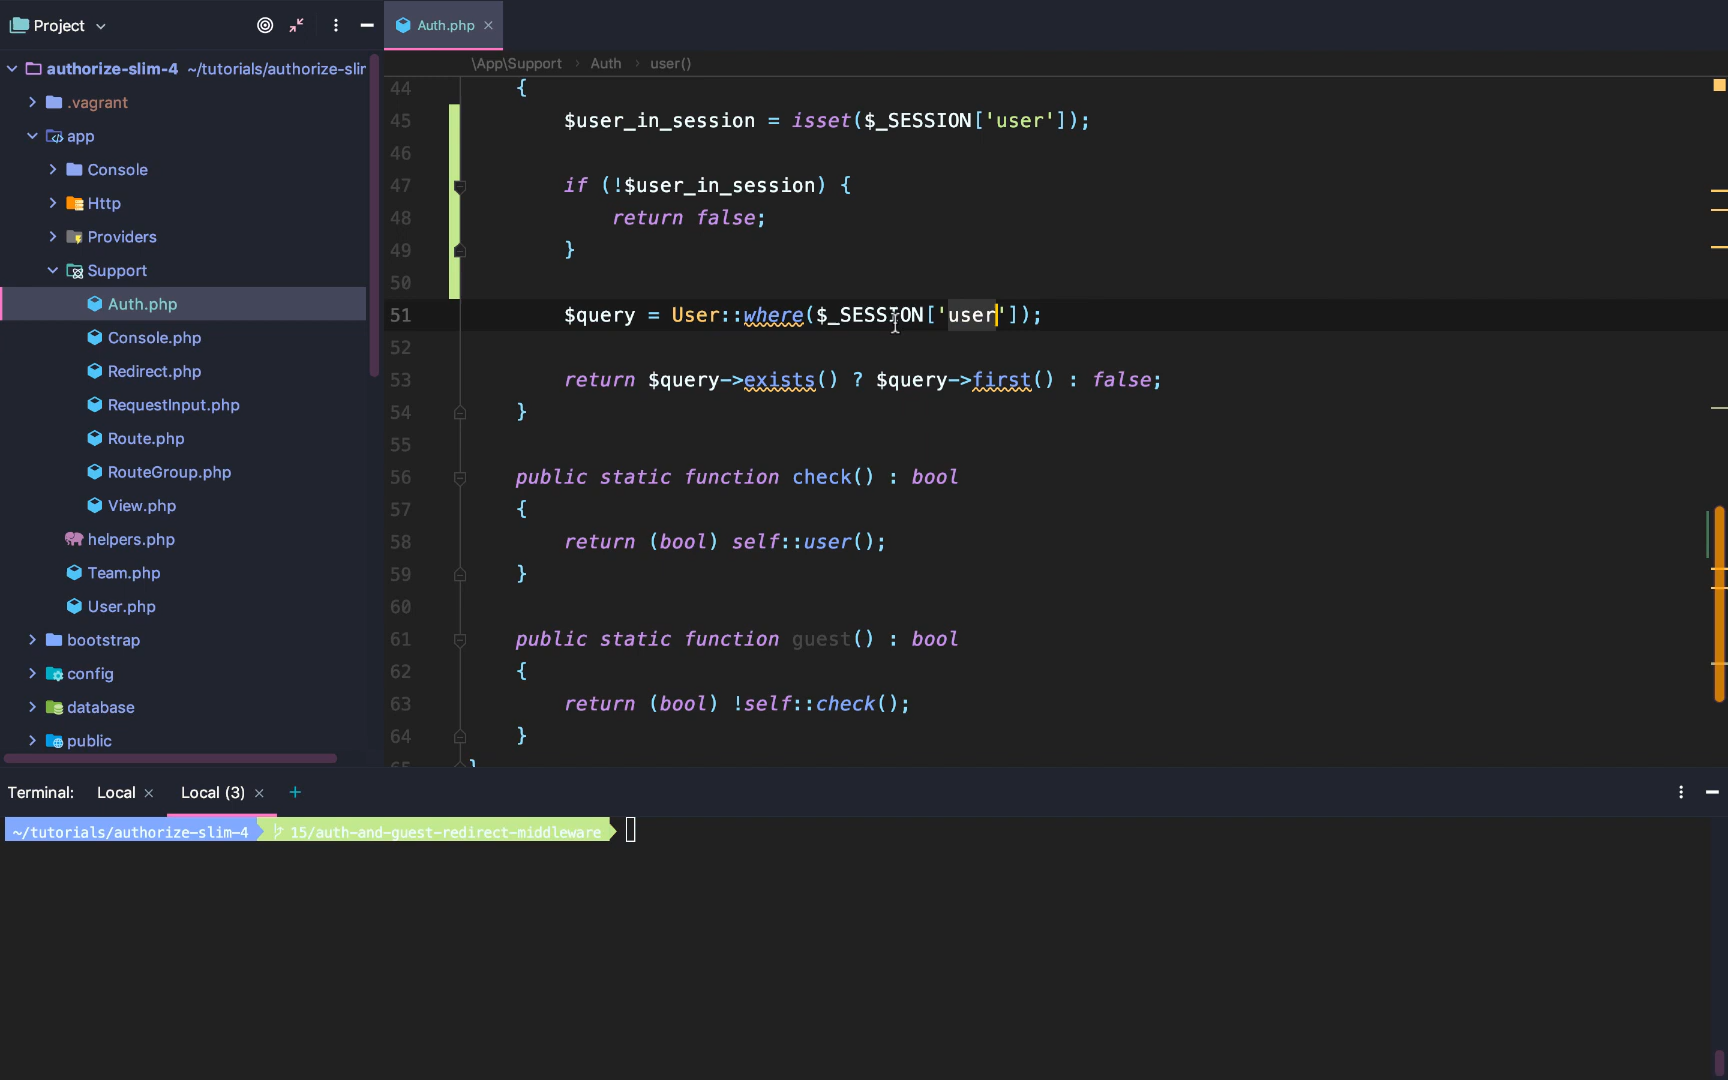 Project
Auth.php
authorize-slim-4 ~/tutorials/authorize-slir
\App\Support > Auth > user()
.vagrant
app
Console
Http
Providers
Support
Auth.php
Console.php
Redirect.php
RequestInput.php
Route.php
RouteGroup.php
View.php
helpers.php
Team.php
User.php
bootstrap
config
database
public
44 {
45 $user_in_session = isset($_SESSION['user']);
46
47 if (!$user_in_session) {
48 return false;
49 }
50
51 $query = User::where($_SESSION['user']);
52
53 return $query->exists() ? $query->first() : false;
54 }
55
56 public static function check() : bool
57 {
58 return (bool) self::user();
59 }
60
61 public static function guest() : bool
62 {
63 return (bool) !self::check();
64 }
65 }
Terminal: Local Local (3) +
~/tutorials/authorize-slim-4 15/auth-and-guest-redirect-middleware